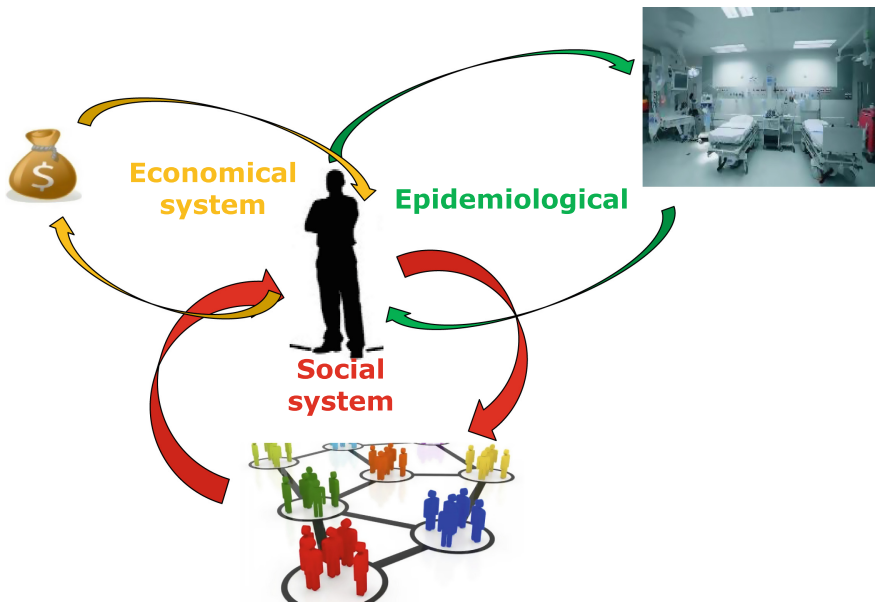 Economical
system
Epidemiological
Social
system
$